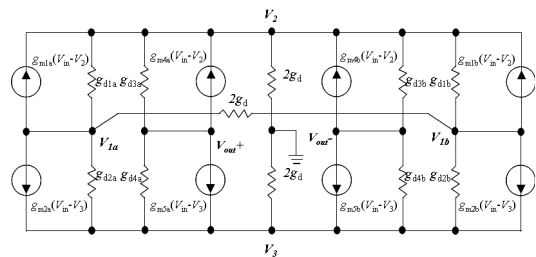 V2
gm1a(Vin-V2) gm4a(Vin-V2) gm4b(Vin-V2) gm1b(Vin-V2)
gd1a gd3a 2gd gd3b gd1b
2gd
V1a Vout+ Vout- V1b
gd2a gd4a 2gd gd4b gd2b
gm2a(Vin-V3) gm5a(Vin-V3) gm5b(Vin-V3) gm2b(Vin-V3)
V3